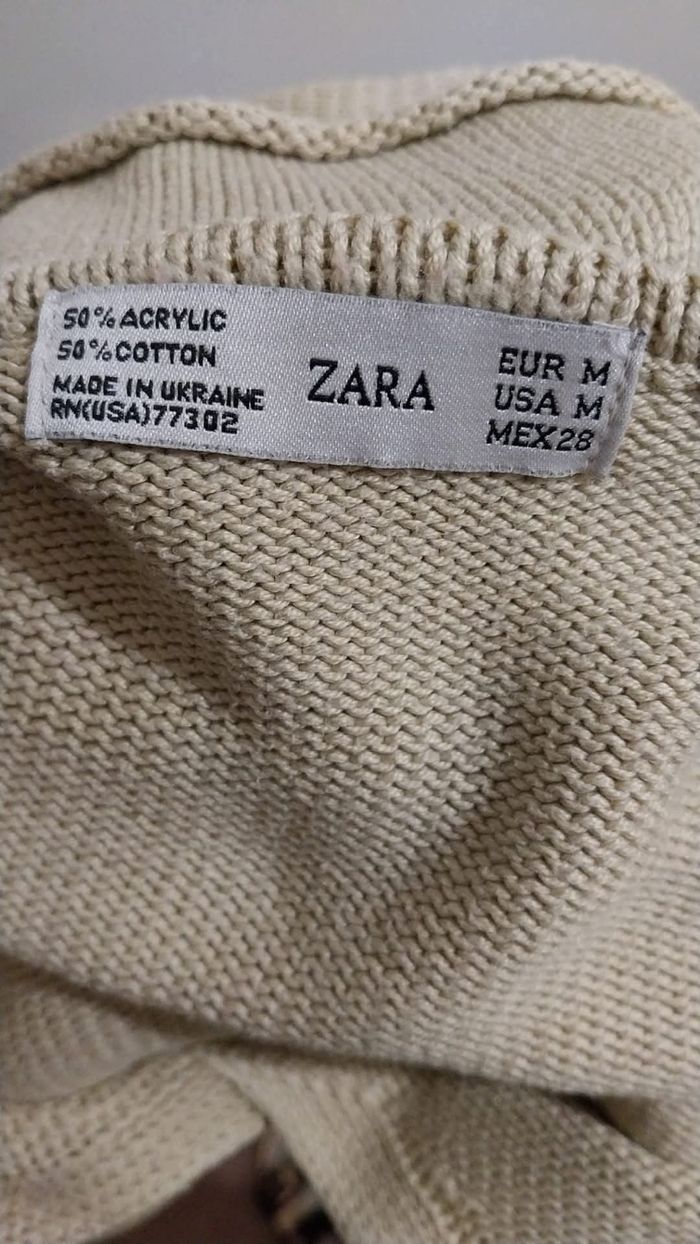 50% ACRYLIC
50% COTTON
MADE IN UKRAINE
RN(USA)77302
ZARA
EUR M
USA M
MEX 28